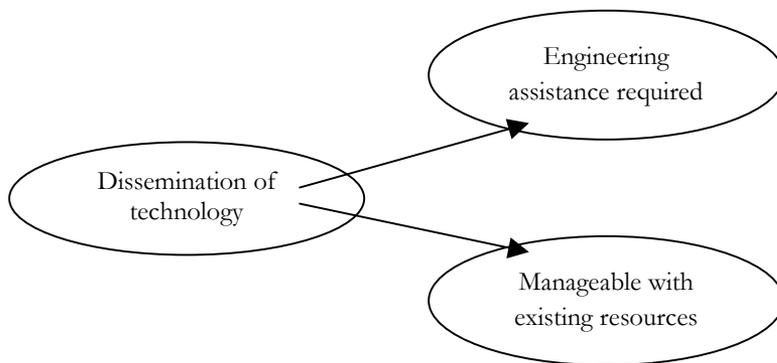 Engineering
assistance required
Dissemination of
technology
Manageable with
existing resources